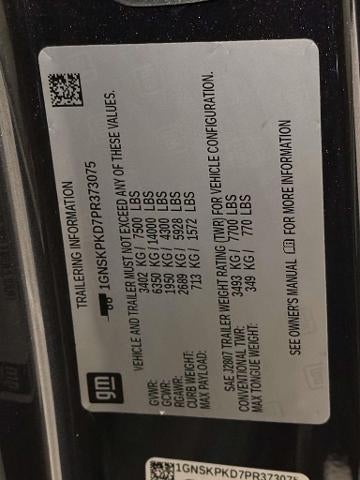 TRAILERING INFORMATION
1GNSKPKD7PR373075
VEHICLE AND TRAILER MUST NOT EXCEED ANY OF THESE VALUES.
GVWR: 3402 KG / 7500 LBS
GCWR: 6350 KG / 14000 LBS
RGAWR: 1950 KG / 4300 LBS
CURB WEIGHT: 2689 KG / 5928 LBS
MAX PAYLOAD: 713 KG / 1572 LBS
SAE J2807 TRAILER WEIGHT RATING (TWR) FOR VEHICLE CONFIGURATION.
CONVENTIONAL TWR: 3493 KG / 7700 LBS
MAX TONGUE WEIGHT: 349 KG / 770 LBS
SEE OWNER'S MANUAL FOR MORE INFORMATION
gm
1GNSKPKD7PR373075